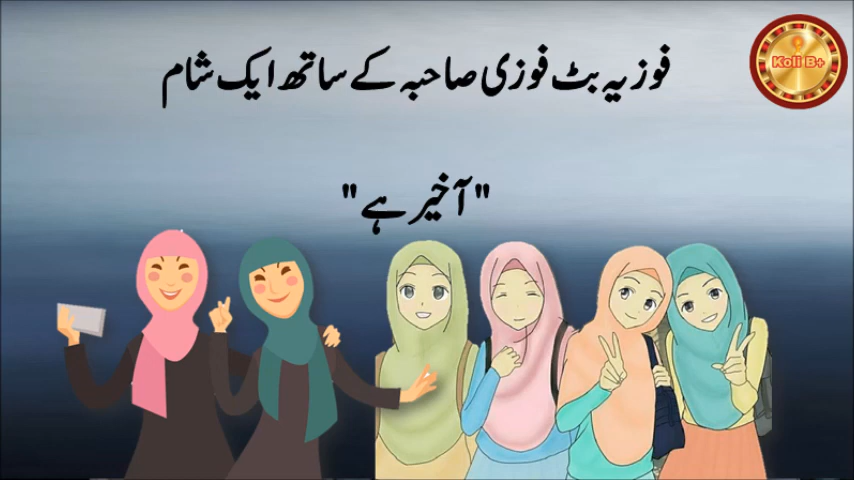 فوزیہ بٹ فوزی صاحبہ کے ساتھ ایک شام
"آخیر ہے"
Koli B+